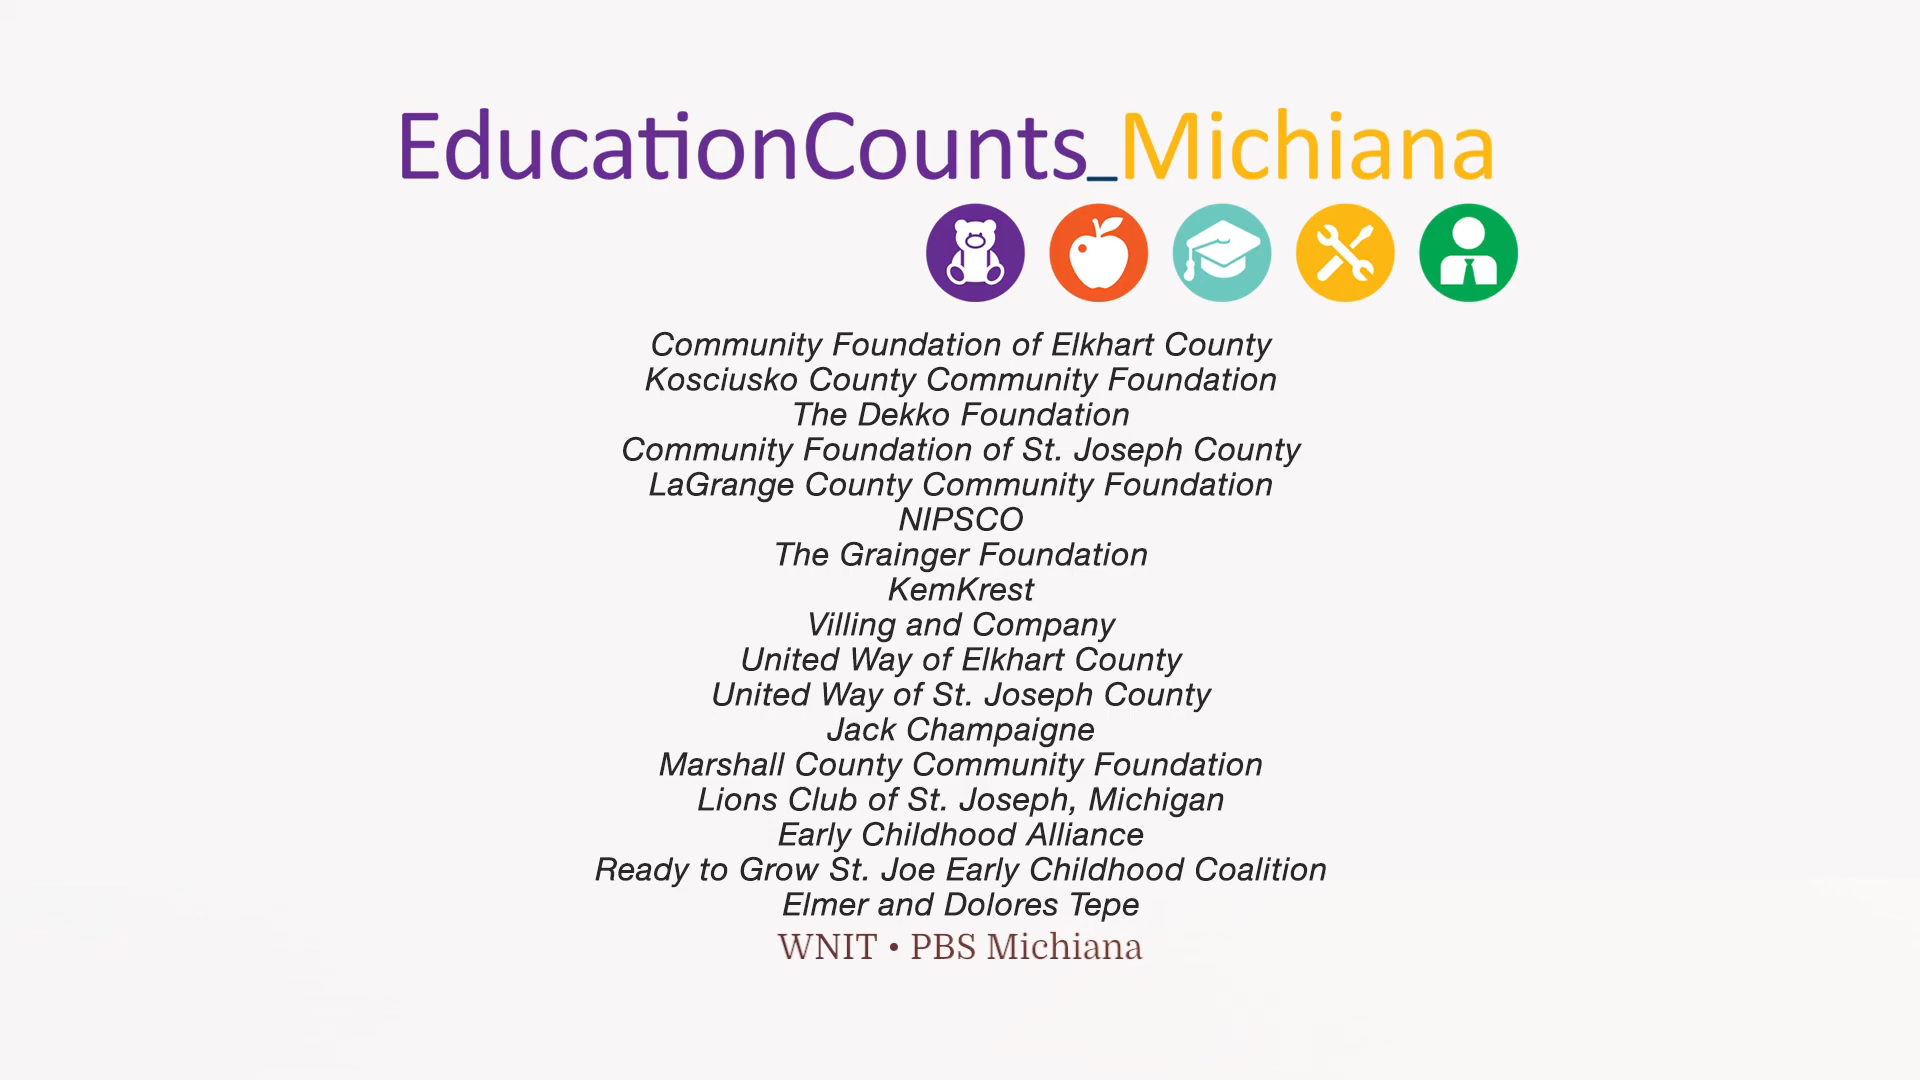 EducationCounts_Michiana
Community Foundation of Elkhart County
Kosciusko County Community Foundation
The Dekko Foundation
Community Foundation of St. Joseph County
LaGrange County Community Foundation
NIPSCO
The Grainger Foundation
KemKrest
Villing and Company
United Way of Elkhart County
United Way of St. Joseph County
Jack Champaigne
Marshall County Community Foundation
Lions Club of St. Joseph, Michigan
Early Childhood Alliance
Ready to Grow St. Joe Early Childhood Coalition
Elmer and Dolores Tepe
WNIT • PBS Michiana